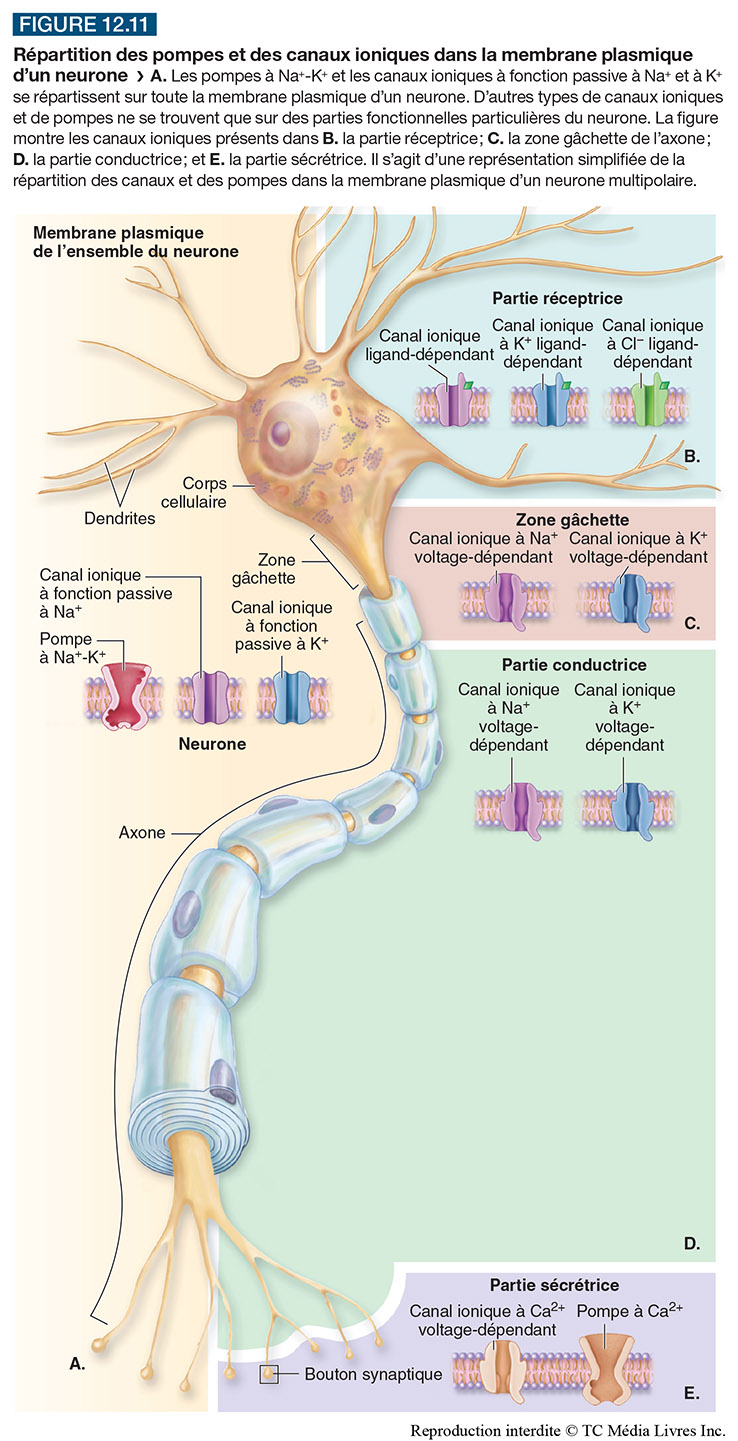 FIGURE 12.11
Répartition des pompes et des canaux ioniques dans la membrane plasmique
d'un neurone › A. Les pompes à Na⁺-K⁺ et les canaux ioniques à fonction passive à Na⁺ et à K⁺
se répartissent sur toute la membrane plasmique d'un neurone. D'autres types de canaux ioniques
et de pompes ne se trouvent que sur des parties fonctionnelles particulières du neurone. La figure
montre les canaux ioniques présents dans B. la partie réceptrice; C. la zone gâchette de l'axone;
D. la partie conductrice; et E. la partie sécrétrice. Il s'agit d'une représentation simplifiée de la
répartition des canaux et des pompes dans la membrane plasmique d'un neurone multipolaire.
Membrane plasmique
de l'ensemble du neurone
Partie réceptrice
Canal ionique
ligand-dépendant
Canal ionique
à K⁺ ligand-
dépendant
Canal ionique
à Cl⁻ ligand-
dépendant
B.
Corps
cellulaire
Dendrites
Zone gâchette
Canal ionique à Na⁺
voltage-dépendant
Canal ionique à K⁺
voltage-dépendant
C.
Zone
gâchette
Canal ionique
à fonction passive
à Na⁺
Canal ionique
à fonction
passive à K⁺
Pompe
à Na⁺-K⁺
Neurone
Partie conductrice
Canal ionique
à Na⁺
voltage-
dépendant
Canal ionique
à K⁺
voltage-
dépendant
Axone
D.
Partie sécrétrice
Canal ionique à Ca²⁺
voltage-dépendant
Pompe à Ca²⁺
A.
Bouton synaptique
E.
Reproduction interdite © TC Média Livres Inc.